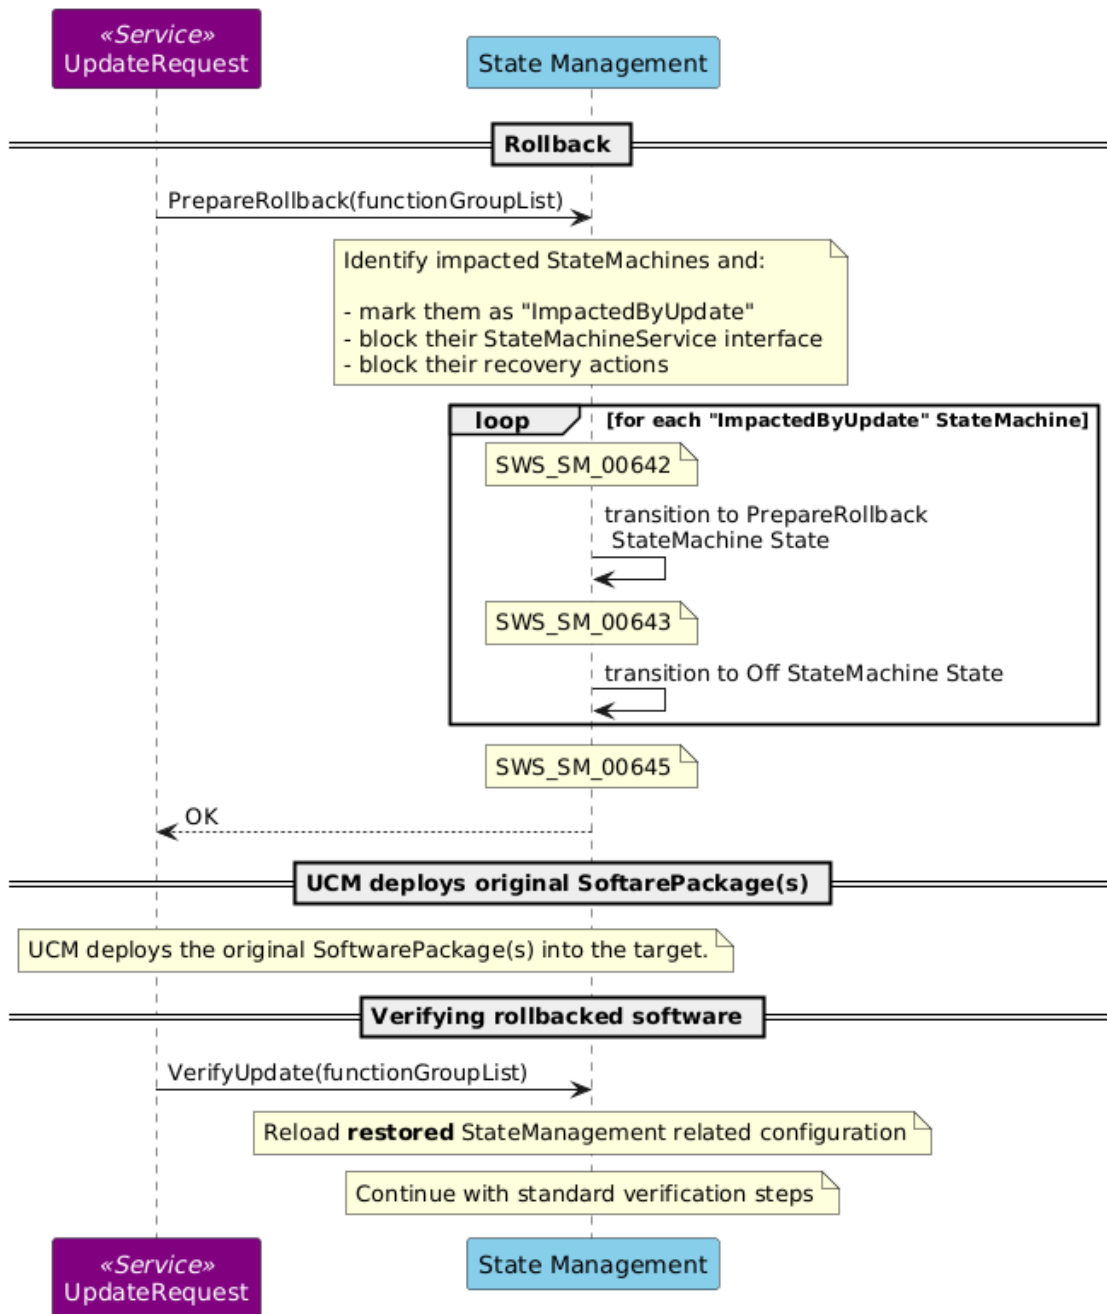 «Service»
UpdateRequest
State Management
Rollback
PrepareRollback(functionGroupList)
Identify impacted StateMachines and:
- mark them as "ImpactedByUpdate"
- block their StateMachineService interface
- block their recovery actions
loop
[for each "ImpactedByUpdate" StateMachine]
SWS_SM_00642
transition to PrepareRollback
StateMachine State
SWS_SM_00643
transition to Off StateMachine State
SWS_SM_00645
OK
UCM deploys original SoftarePackage(s)
UCM deploys the original SoftwarePackage(s) into the target.
Verifying rollbacked software
VerifyUpdate(functionGroupList)
Reload restored StateManagement related configuration
Continue with standard verification steps
«Service»
UpdateRequest
State Management